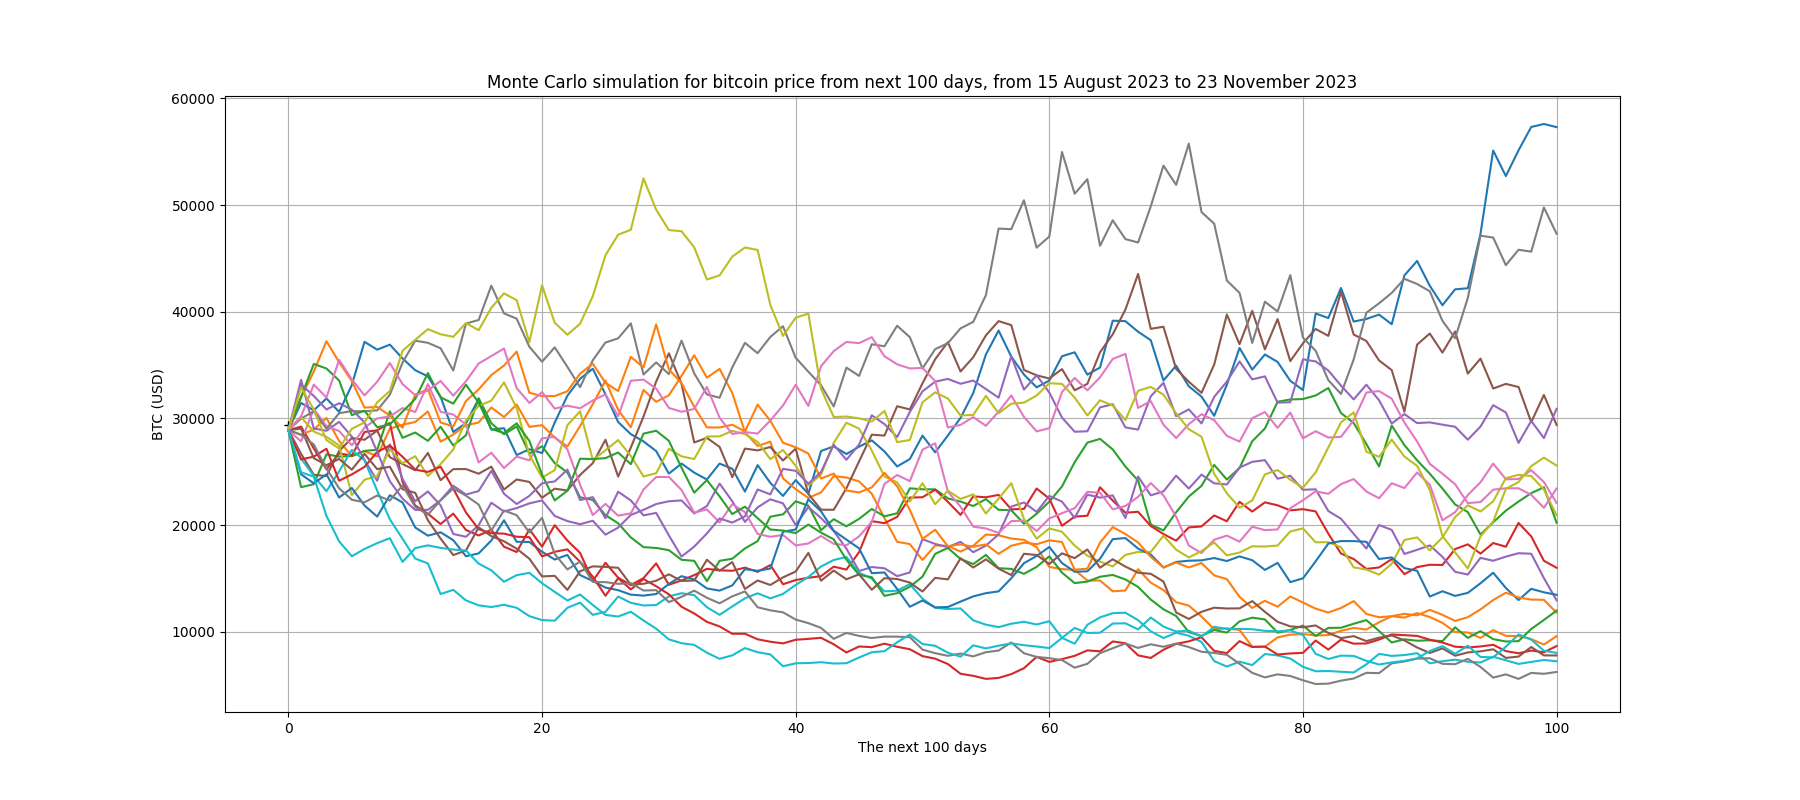 Monte Carlo simulation for bitcoin price from next 100 days, from 15 August 2023 to 23 November 2023
60000
50000
40000
30000
20000
10000
BTC (USD)
0 20 40 60 80 100
The next 100 days